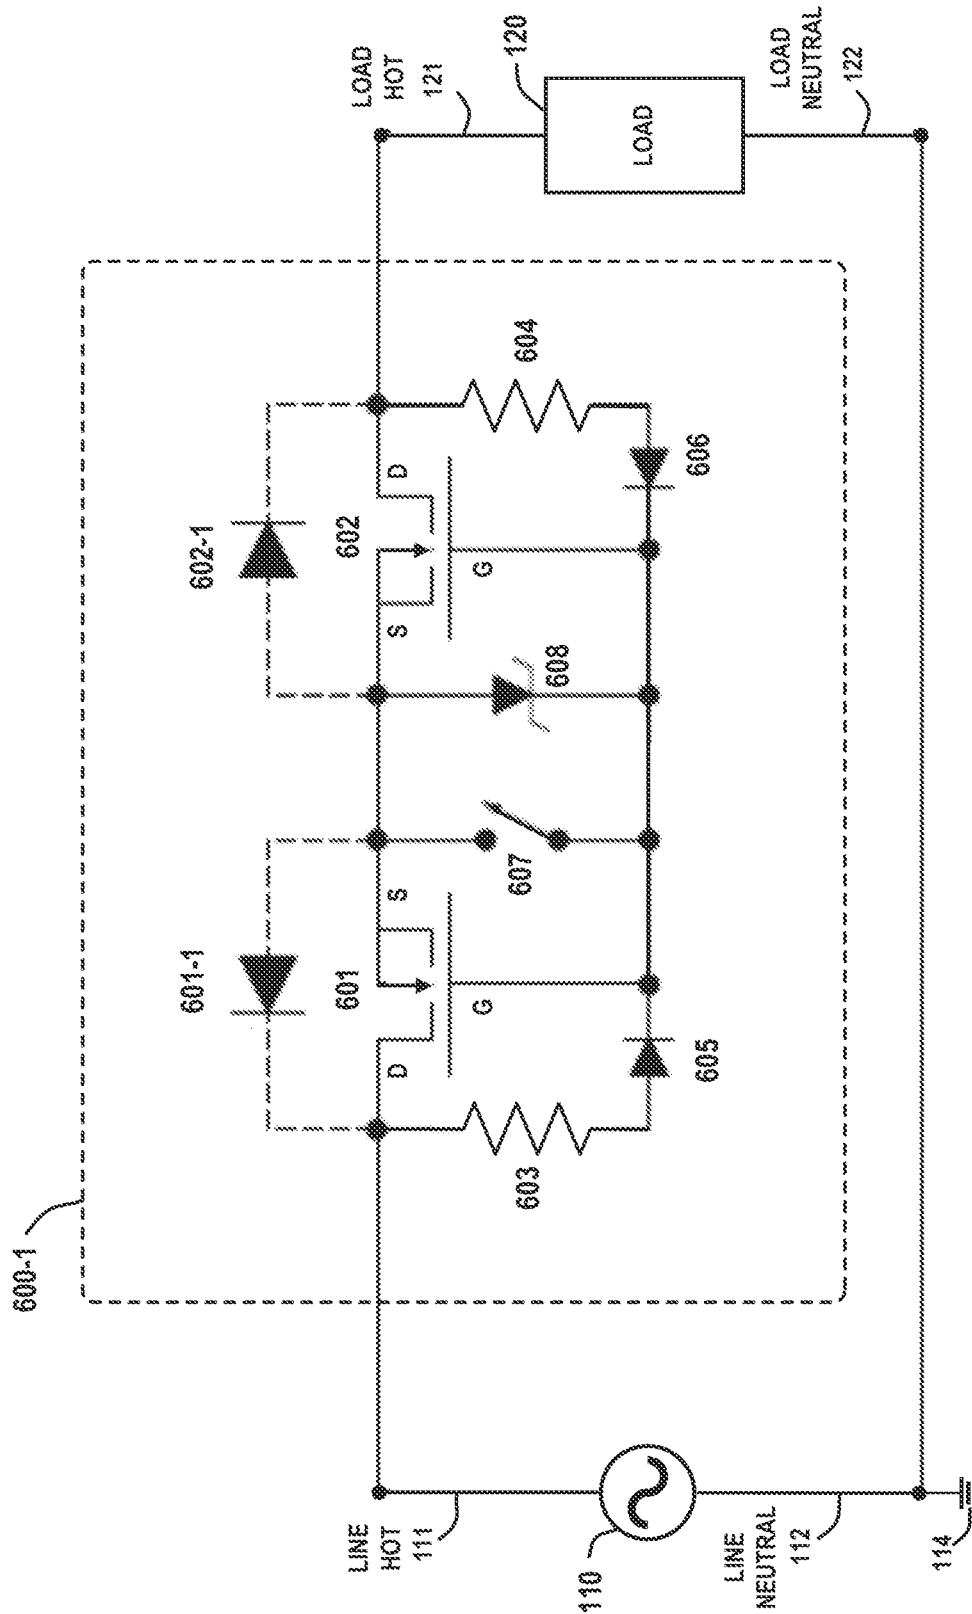 600-1
601-1
602-1
LINE
HOT
111
LOAD
HOT
121
D
601
S
S
602
D
G
G
603
607
608
604
120
LOAD
110
605
606
LINE
NEUTRAL
112
LOAD
NEUTRAL
122
114